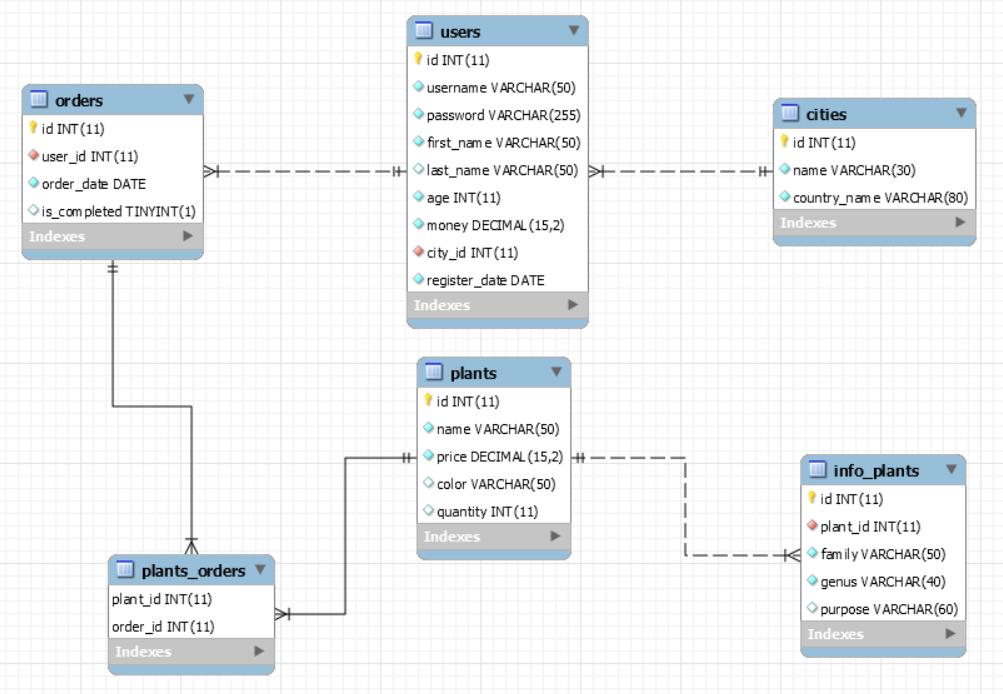 users
id INT(11)
username VARCHAR(50)
password VARCHAR(255)
first_name VARCHAR(50)
last_name VARCHAR(50)
age INT(11)
money DECIMAL(15,2)
city_id INT(11)
register_date DATE
Indexes
orders
id INT(11)
user_id INT(11)
order_date DATE
is_completed TINYINT(1)
Indexes
cities
id INT(11)
name VARCHAR(30)
country_name VARCHAR(80)
Indexes
plants
id INT(11)
name VARCHAR(50)
price DECIMAL(15,2)
color VARCHAR(50)
quantity INT(11)
Indexes
info_plants
id INT(11)
plant_id INT(11)
family VARCHAR(50)
genus VARCHAR(40)
purpose VARCHAR(60)
Indexes
plants_orders
plant_id INT(11)
order_id INT(11)
Indexes